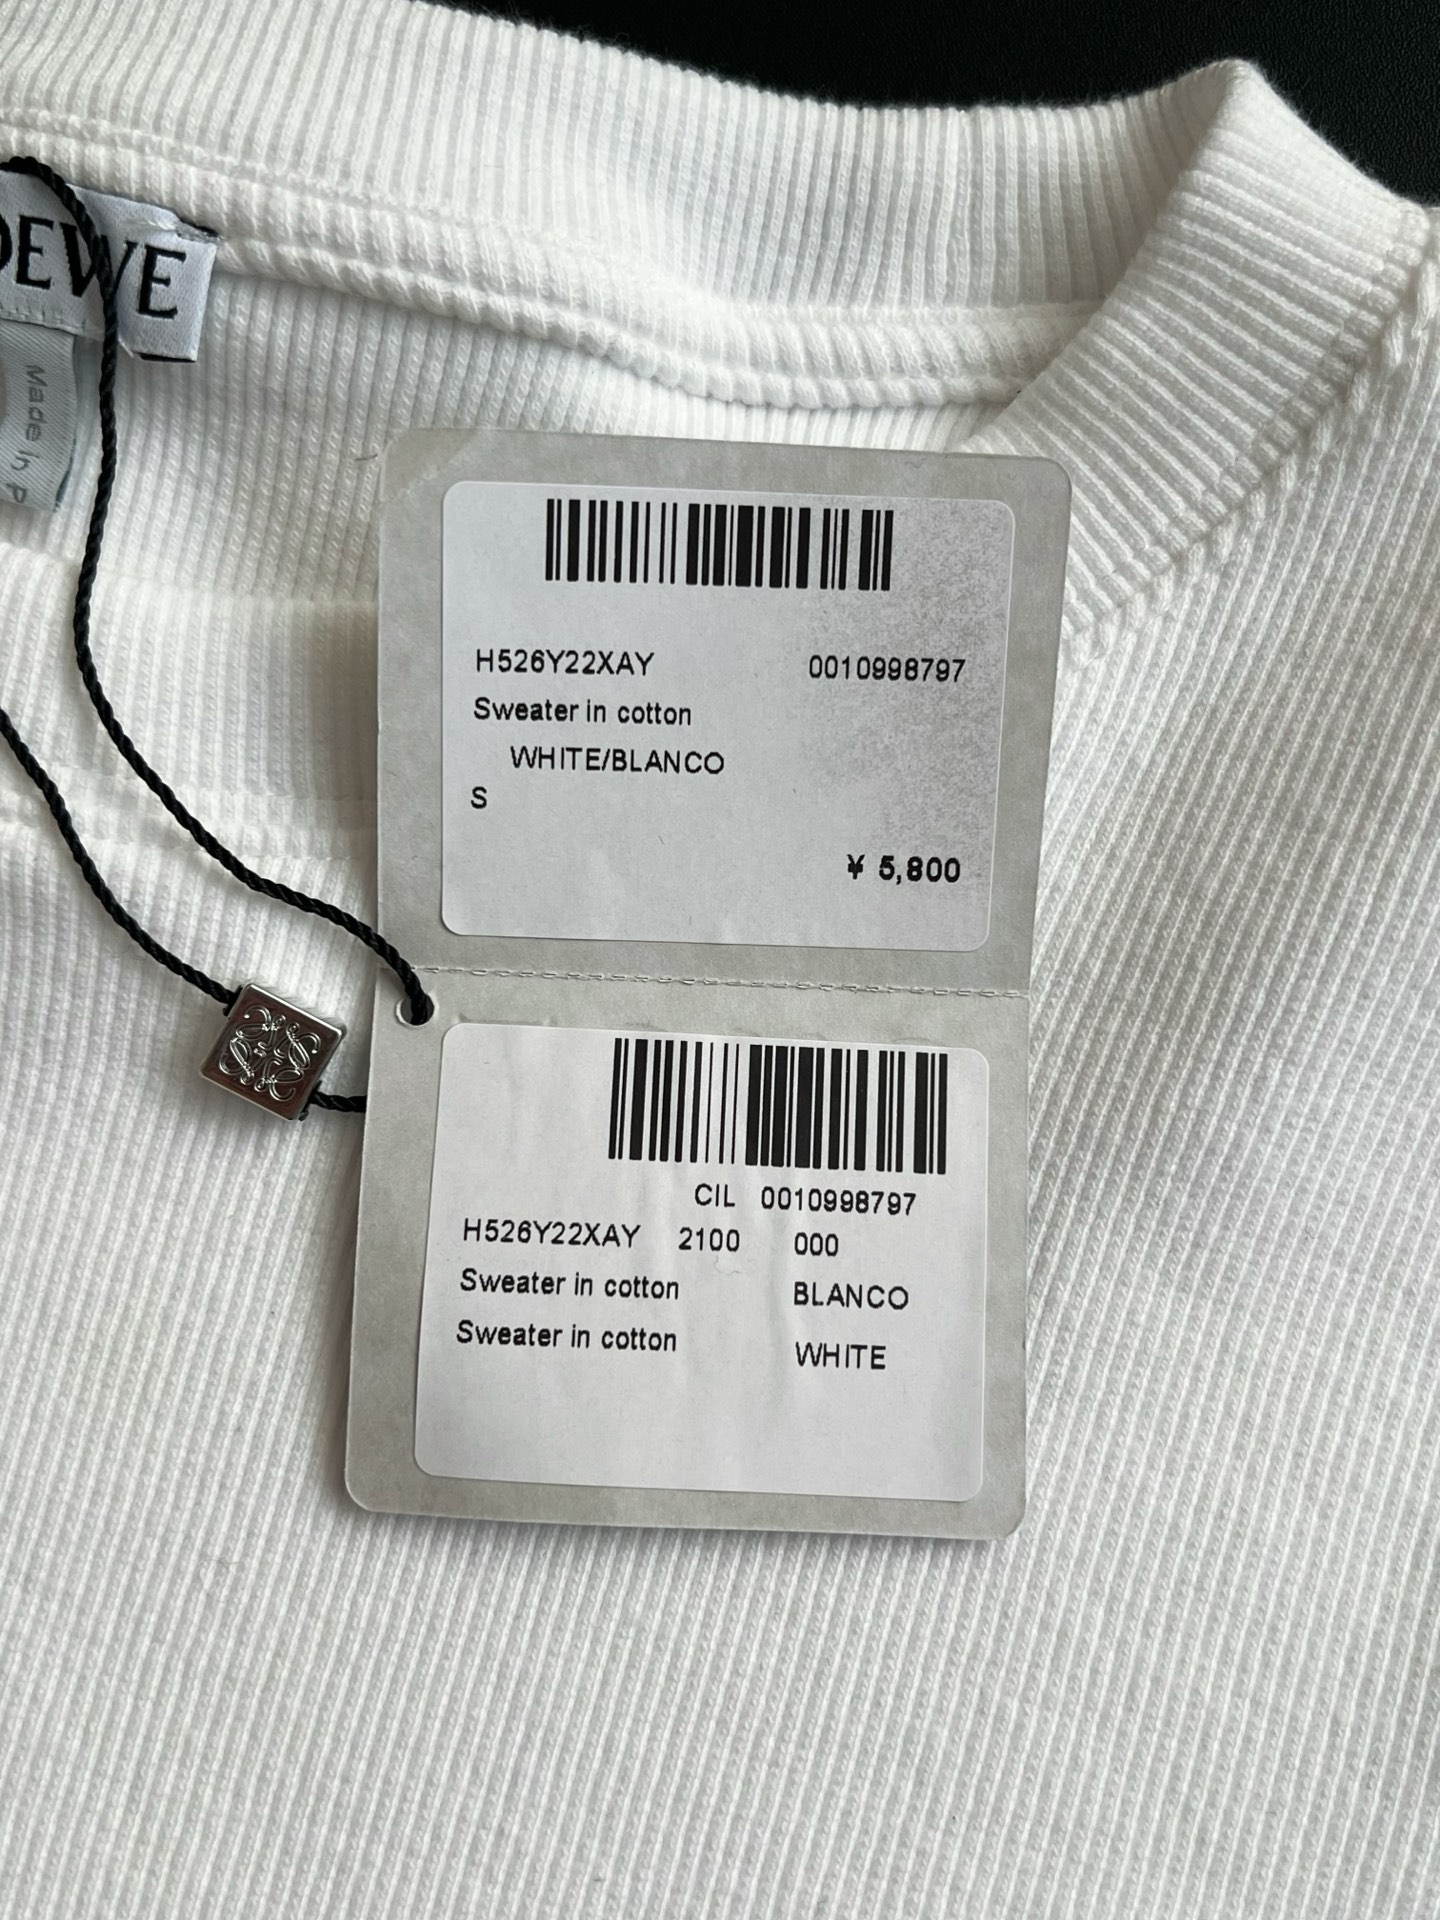 OEWE
Made in P
H526Y22XAY 0010998797
Sweater in cotton
WHITE/BLANCO
S
¥ 5,800
CIL 0010998797
H526Y22XAY 2100 000
Sweater in cotton BLANCO
Sweater in cotton WHITE